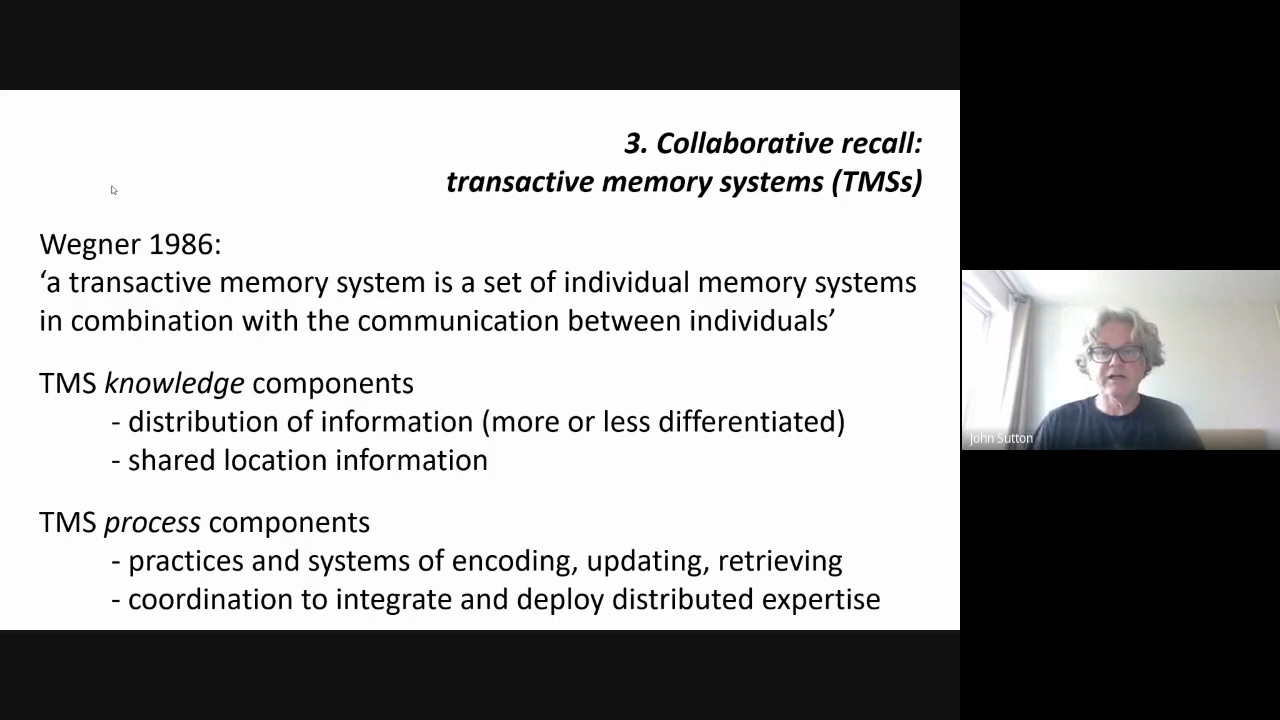 3. Collaborative recall:
transactive memory systems (TMSs)
Wegner 1986:
‘a transactive memory system is a set of individual memory systems
in combination with the communication between individuals’
TMS knowledge components
- distribution of information (more or less differentiated)
- shared location information
TMS process components
- practices and systems of encoding, updating, retrieving
- coordination to integrate and deploy distributed expertise
John Sutton